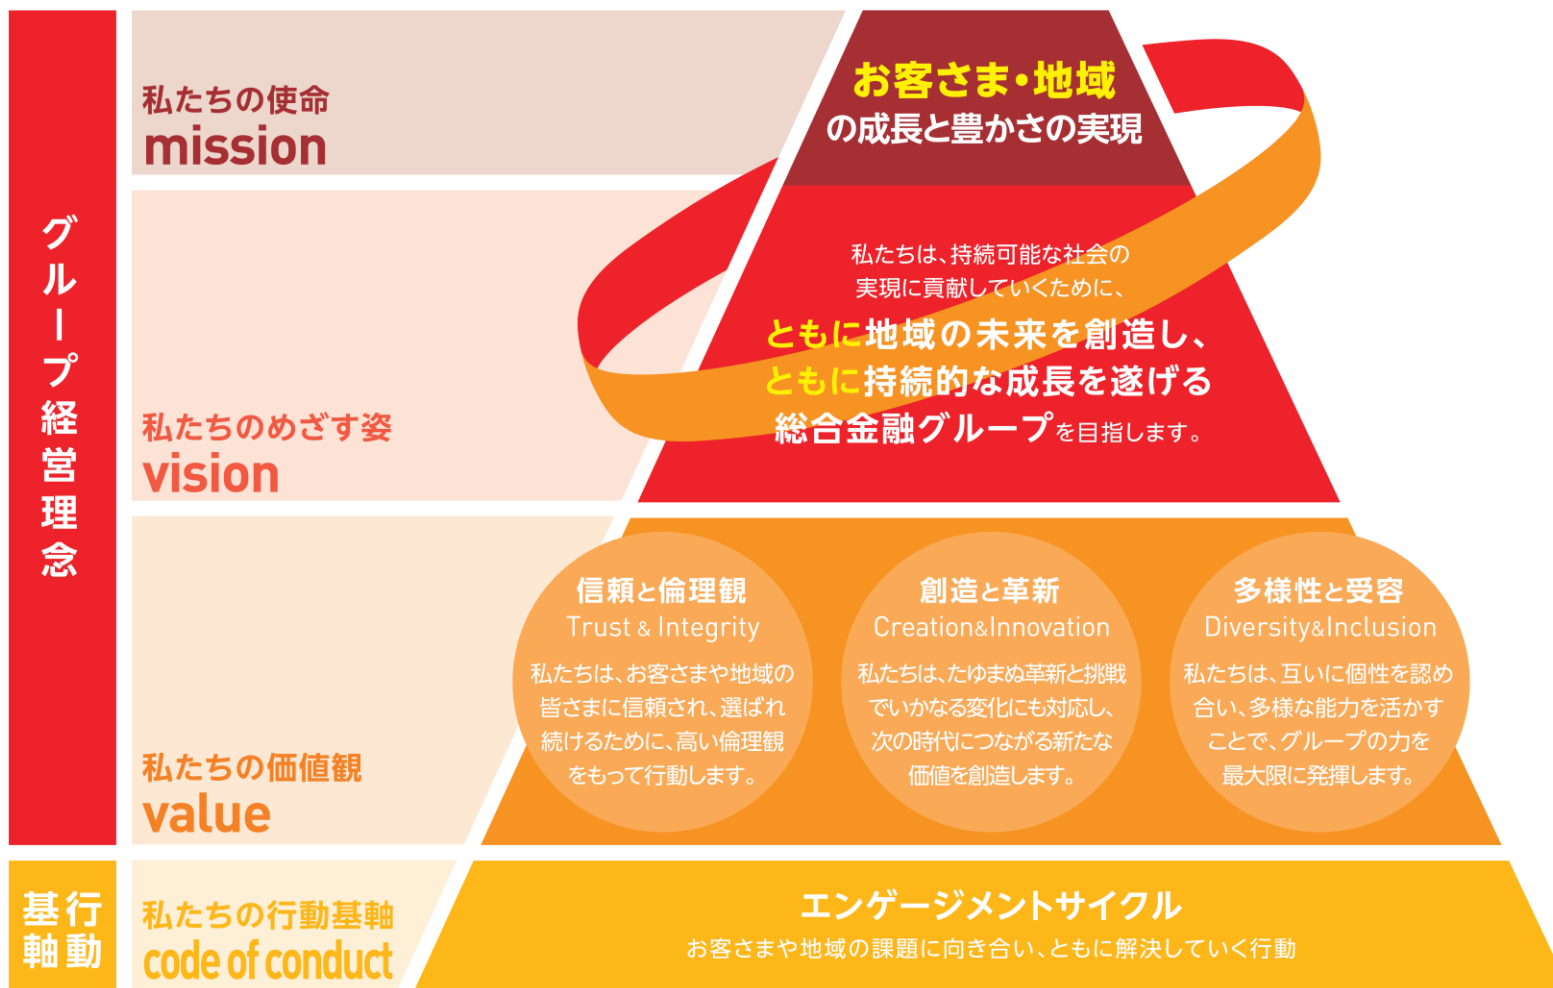 グループ経営理念
私たちの使命
mission
お客さま・地域
の成長と豊かさの実現
私たちのめざす姿
vision
私たちは、持続可能な社会の
実現に貢献していくために、
ともに地域の未来を創造し、
ともに持続的な成長を遂げる
総合金融グループを目指します。
私たちの価値観
value
信頼と倫理観
Trust & Integrity
私たちは、お客さまや地域の
皆さまに信頼され、選ばれ
続けるために、高い倫理観
をもって行動します。
創造と革新
Creation&Innovation
私たちは、たゆまぬ革新と挑戦
でいかなる変化にも対応し、
次の時代につながる新たな
価値を創造します。
多様性と受容
Diversity&Inclusion
私たちは、互いに個性を認め
合い、多様な能力を活かす
ことで、グループの力を
最大限に発揮します。
行動
基軸
私たちの行動基軸
code of conduct
エンゲージメントサイクル
お客さまや地域の課題に向き合い、ともに解決していく行動